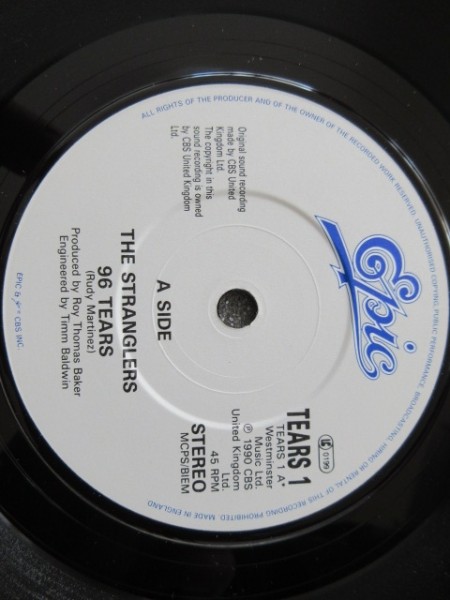 ALL RIGHTS OF THE PRODUCER AND OF THE OWNER OF THE RECORDED WORK RESERVED. UNAUTHORISED COPYING, PUBLIC PERFORMANCE, BROADCASTING, HIRING OR RENTAL OF THIS RECORDING PROHIBITED. MADE IN ENGLAND
Epic
Original sound recording
made by CBS United
Kingdom Ltd.
The copyright in this
sound recording is owned
by CBS United Kingdom
Ltd.
LC 0199
TEARS 1
TEARS 1 A*
Westminster
Music Ltd.
℗ 1990 CBS
United Kingdom
Ltd.
45 RPM
STEREO
MCPS/BIEM
A SIDE
THE STRANGLERS
96 TEARS
(Rudy Martinez)
Produced by Roy Thomas Baker
Engineered by Timm Baldwin
EPIC & CBS INC.